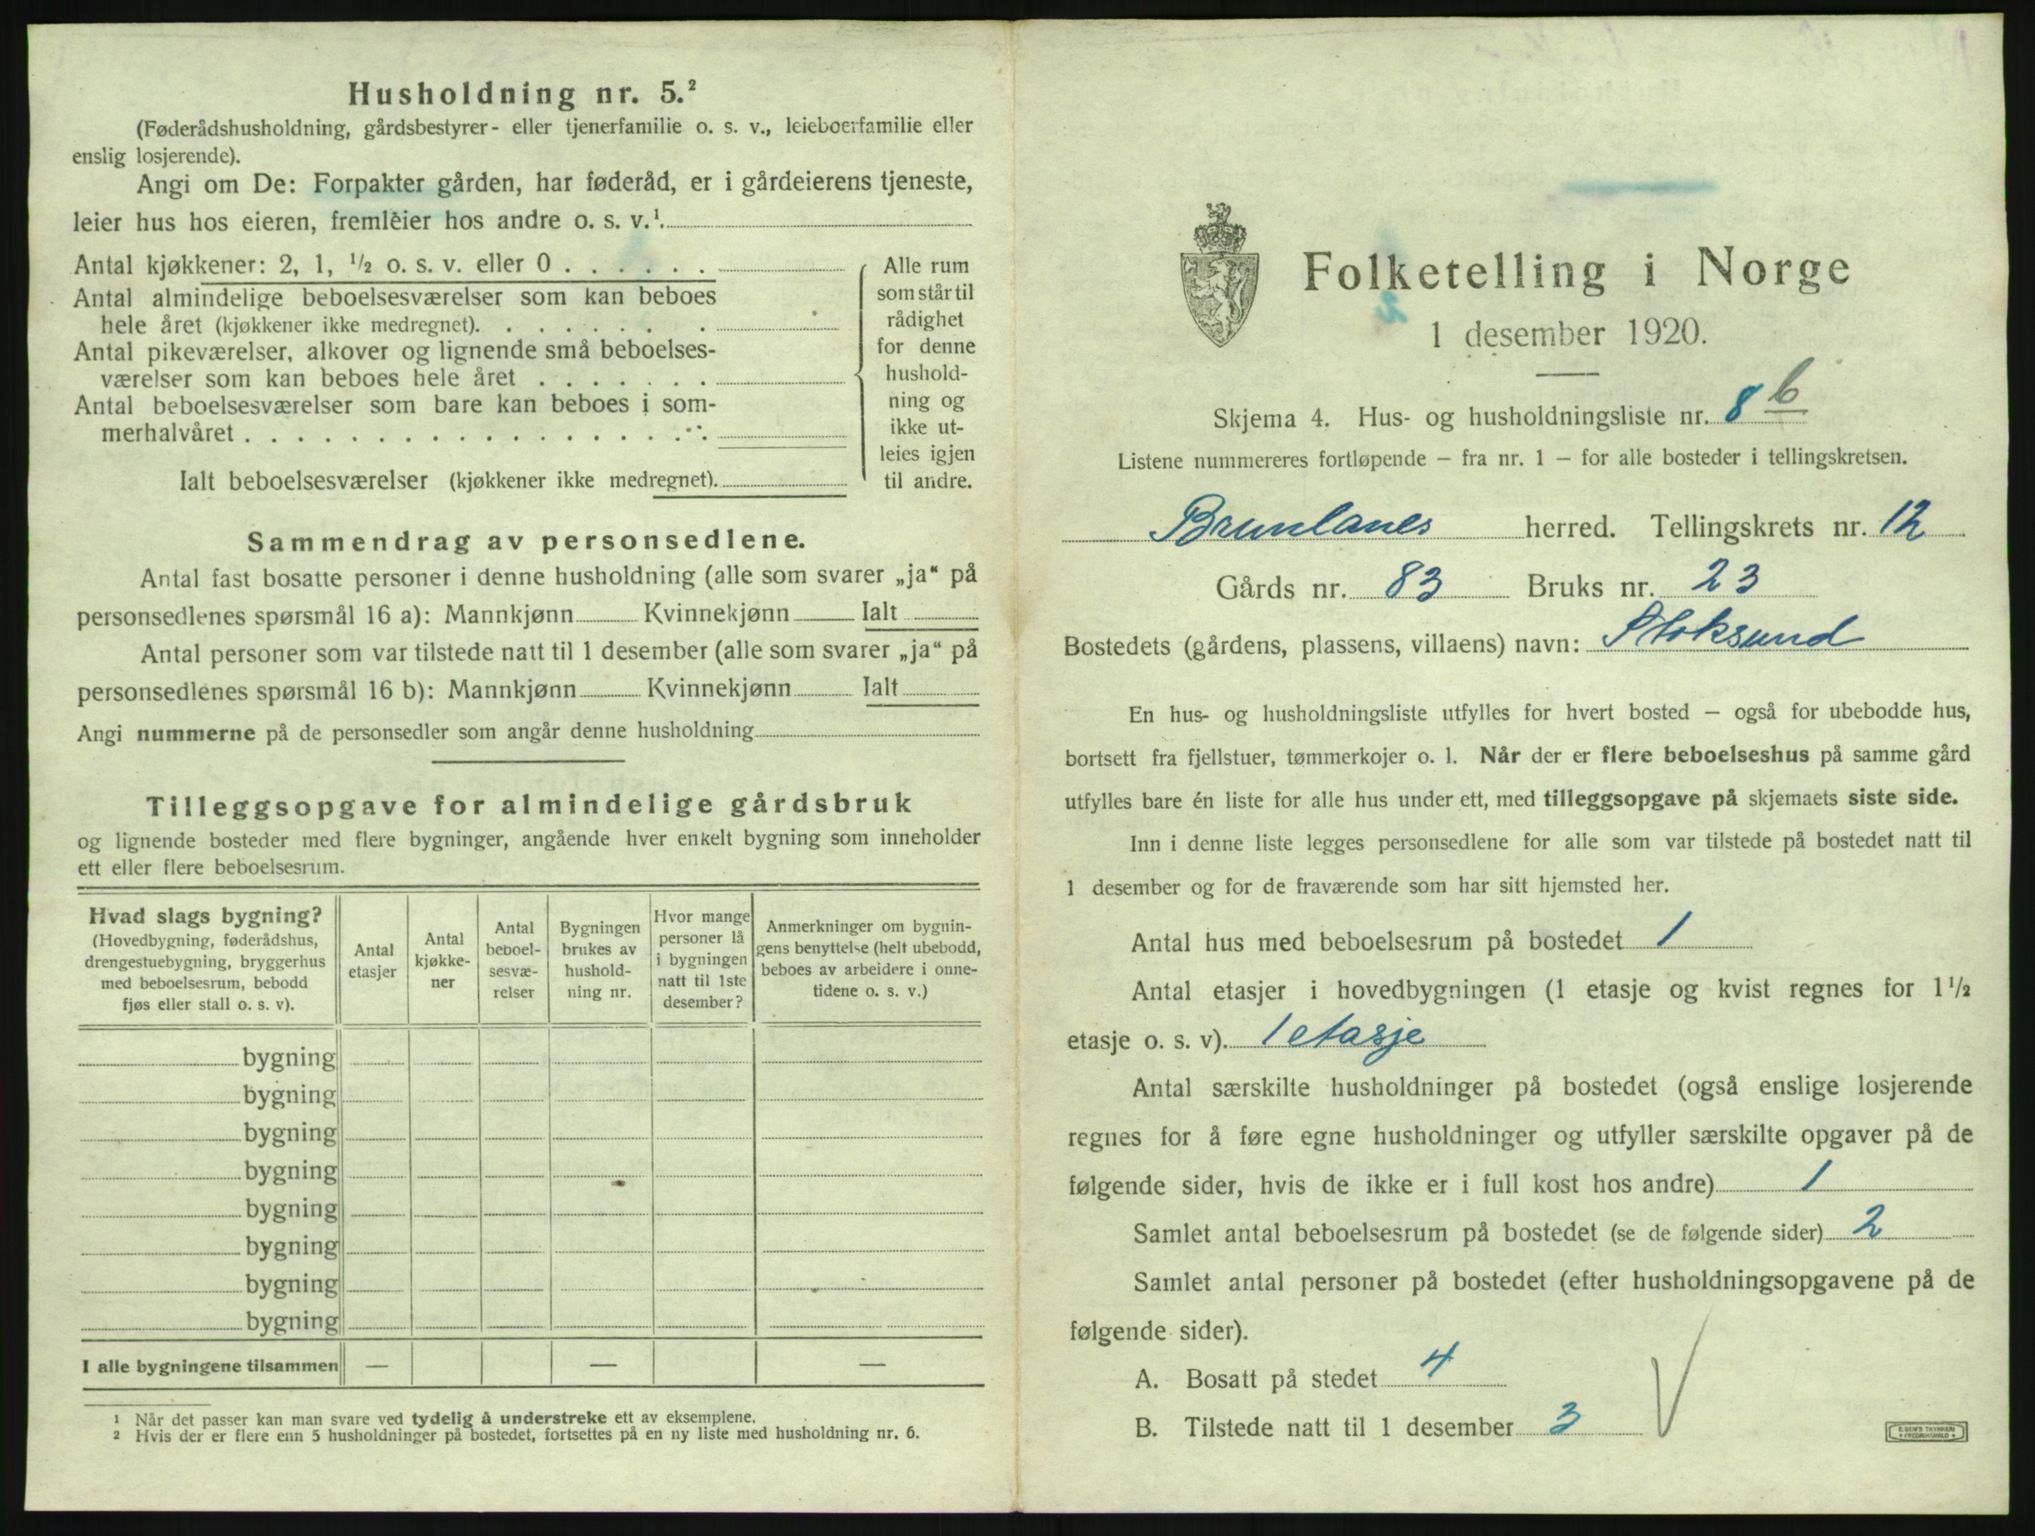 Husholdning nr. 5.²
(Føderådshusholdning, gårdsbestyrer- eller tjenerfamilie o. s. v., leieboerfamilie eller
enslig losjerende).
Angi om De: Forpakter gården, har føderåd, er i gårdeierens tjeneste,
leier hus hos eieren, fremleier hos andre o. s. v.¹.
Antal kjøkkener: 2, 1, ½ o. s. v. eller 0 . . . . . .
Antal almindelige beboelsesværelser som kan beboes
hele året (kjøkkener ikke medregnet). . . . . . . .
Antal pikeværelser, alkover og lignende små beboelses-
værelser som kan beboes hele året . . . . . . .
Antal beboelsesværelser som bare kan beboes i som-
merhalvåret . . . . . . . . . . . . . . . . . .
Ialt beboelsesværelser (kjøkkener ikke medregnet).
Alle rum
som står til
rådighet
for denne
hushold-
ning og
ikke ut-
leies igjen
til andre.
Sammendrag av personsedlene.
Antal fast bosatte personer i denne husholdning (alle som svarer „ja“ på
personsedlenes spørsmål 16 a): Mannkjønn Kvinnekjønn Ialt
Antal personer som var tilstede natt til 1 desember (alle som svarer „ja“ på
personsedlenes spørsmål 16 b): Mannkjønn Kvinnekjønn Ialt
Angi nummerne på de personsedler som angår denne husholdning
Tilleggsopgave for almindelige gårdsbruk
og lignende bosteder med flere bygninger, angående hver enkelt bygning som inneholder
ett eller flere beboelsesrum.
Hvad slags bygning?
(Hovedbygning, føderådshus,
drengestuebygning, bryggerhus
med beboelsesrum, bebodd
fjøs eller stall o. s. v).
Antal
etasjer
Antal
kjøkke-
ner
Antal
beboel-
sesvæ-
relser
Bygningen
brukes av
hushold-
ning nr.
Hvor mange
personer lå
i bygningen
natt til 1ste
desember?
Anmerkninger om bygnin-
gens benyttelse (helt ubebodd,
beboes av arbeidere i onne-
tidene o. s. v.)
bygning
bygning
bygning
bygning
bygning
bygning
bygning
bygning
I alle bygningene tilsammen — — —
¹ Når det passer kan man svare ved tydelig å understreke ett av eksemplene.
² Hvis der er flere enn 5 husholdninger på bostedet, fortsettes på en ny liste med husholdning nr. 6.
Folketelling i Norge
1 desember 1920.
Skjema 4. Hus- og husholdningsliste nr. 8 b
Listene nummereres fortløpende – fra nr. 1 – for alle bosteder i tellingskretsen.
Brunlanes herred. Tellingskrets nr. 12
Gårds nr. 83 Bruks nr. 23
Bostedets (gårdens, plassens, villaens) navn: Stoksund
En hus- og husholdningsliste utfylles for hvert bosted – også for ubebodde hus,
bortsett fra fjellstuer, tømmerkojer o. l. Når der er flere beboelseshus på samme gård
utfylles bare én liste for alle hus under ett, med tilleggsopgave på skjemaets siste side.
Inn i denne liste legges personsedlene for alle som var tilstede på bostedet natt til
1 desember og for de fraværende som har sitt hjemsted her.
Antal hus med beboelsesrum på bostedet 1
Antal etasjer i hovedbygningen (1 etasje og kvist regnes for 1 ½
etasje o. s. v). 1 etasje
Antal særskilte husholdninger på bostedet (også enslige losjerende
regnes for å føre egne husholdninger og utfyller særskilte opgaver på de
følgende sider, hvis de ikke er i full kost hos andre) 1
Samlet antal beboelsesrum på bostedet (se de følgende sider) 2
Samlet antal personer på bostedet (efter husholdningsopgavene på de
følgende sider).
A. Bosatt på stedet 4
B. Tilstede natt til 1 desember 3